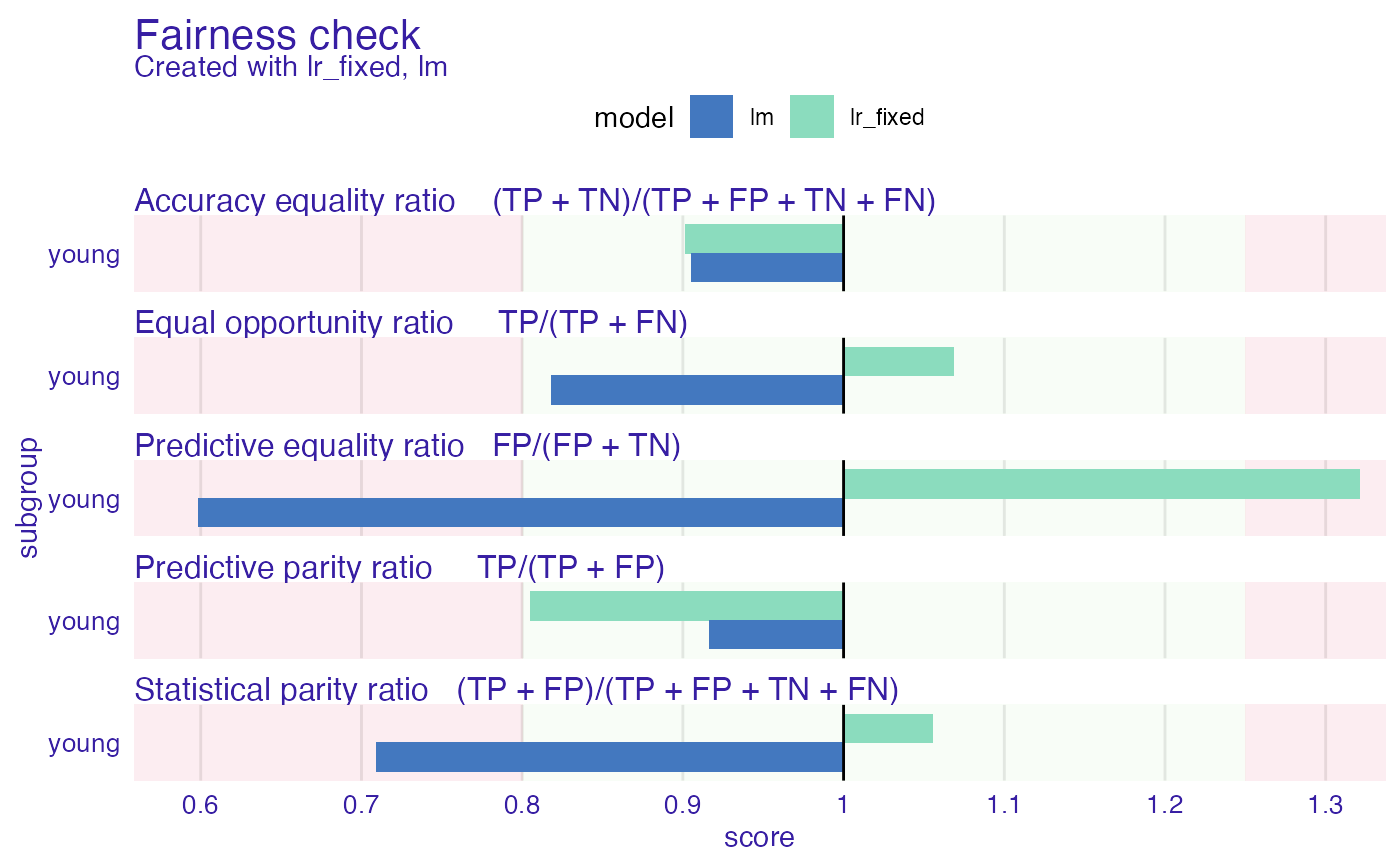 Fairness check
Created with lr_fixed, lm
model lm lr_fixed
Accuracy equality ratio (TP + TN)/(TP + FP + TN + FN)
young
Equal opportunity ratio TP/(TP + FN)
young
Predictive equality ratio FP/(FP + TN)
young
Predictive parity ratio TP/(TP + FP)
young
Statistical parity ratio (TP + FP)/(TP + FP + TN + FN)
young
subgroup
0.6 0.7 0.8 0.9 1 1.1 1.2 1.3
score